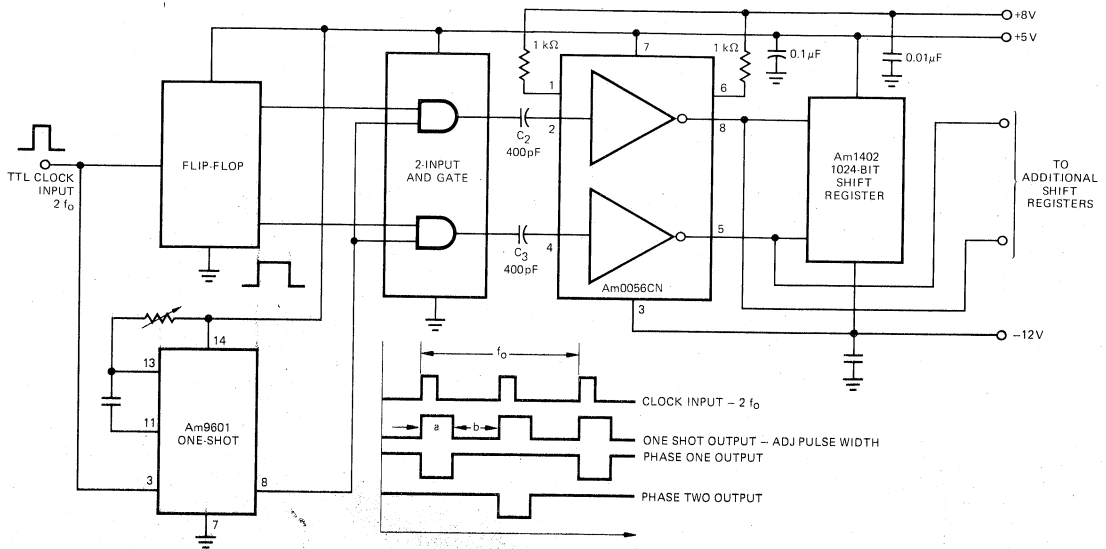 +8V
+5V
1 kΩ
7
1 kΩ
0.1µF
0.01µF
1
6
2
8
C2
400pF
FLIP-FLOP
2-INPUT
AND GATE
Am1402
1024-BIT
SHIFT
REGISTER
TO
ADDITIONAL
SHIFT
REGISTERS
TTL CLOCK
INPUT
2 fo
4
5
C3
400pF
Am0056CN
3
-12V
14
13
11
Am9601
ONE-SHOT
3
8
7
fo
CLOCK INPUT – 2 fo
a
b
ONE SHOT OUTPUT – ADJ PULSE WIDTH
PHASE ONE OUTPUT
PHASE TWO OUTPUT